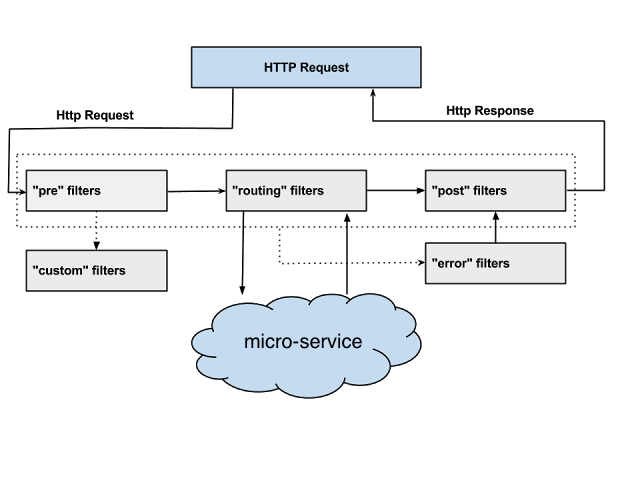 HTTP Request
Http Request
Http Response
"pre" filters
"routing" filters
"post" filters
"custom" filters
"error" filters
micro-service